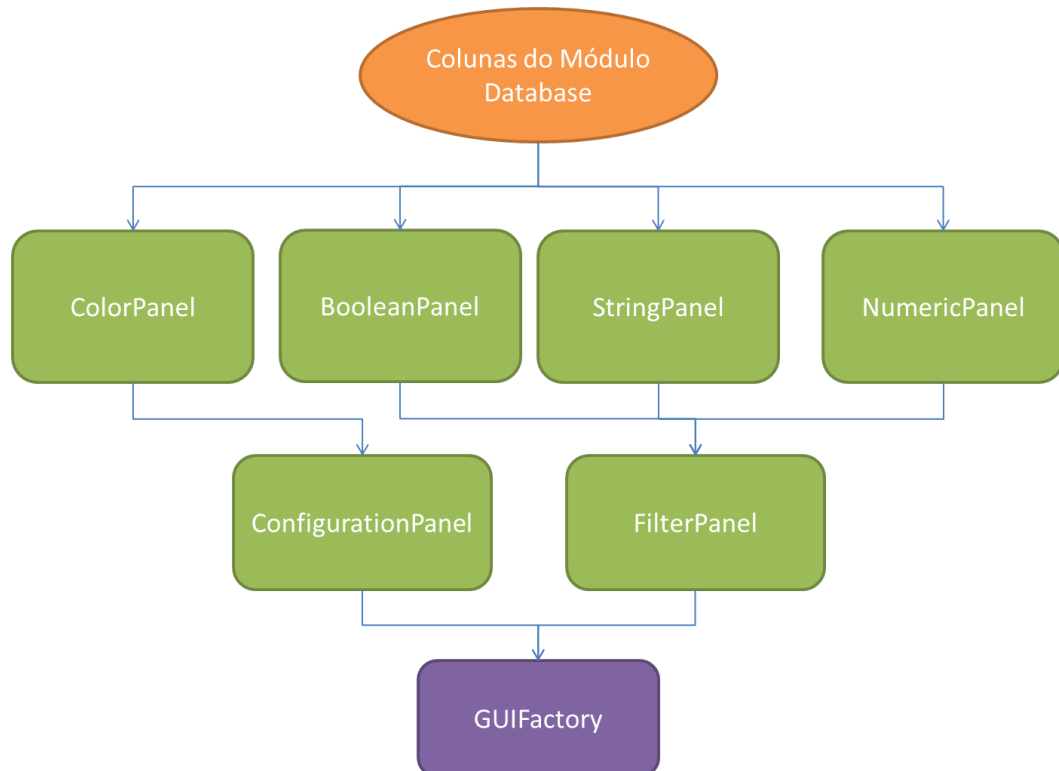 Colunas do Módulo
Database
ColorPanel
BooleanPanel
StringPanel
NumericPanel
ConfigurationPanel
FilterPanel
GUIFactory